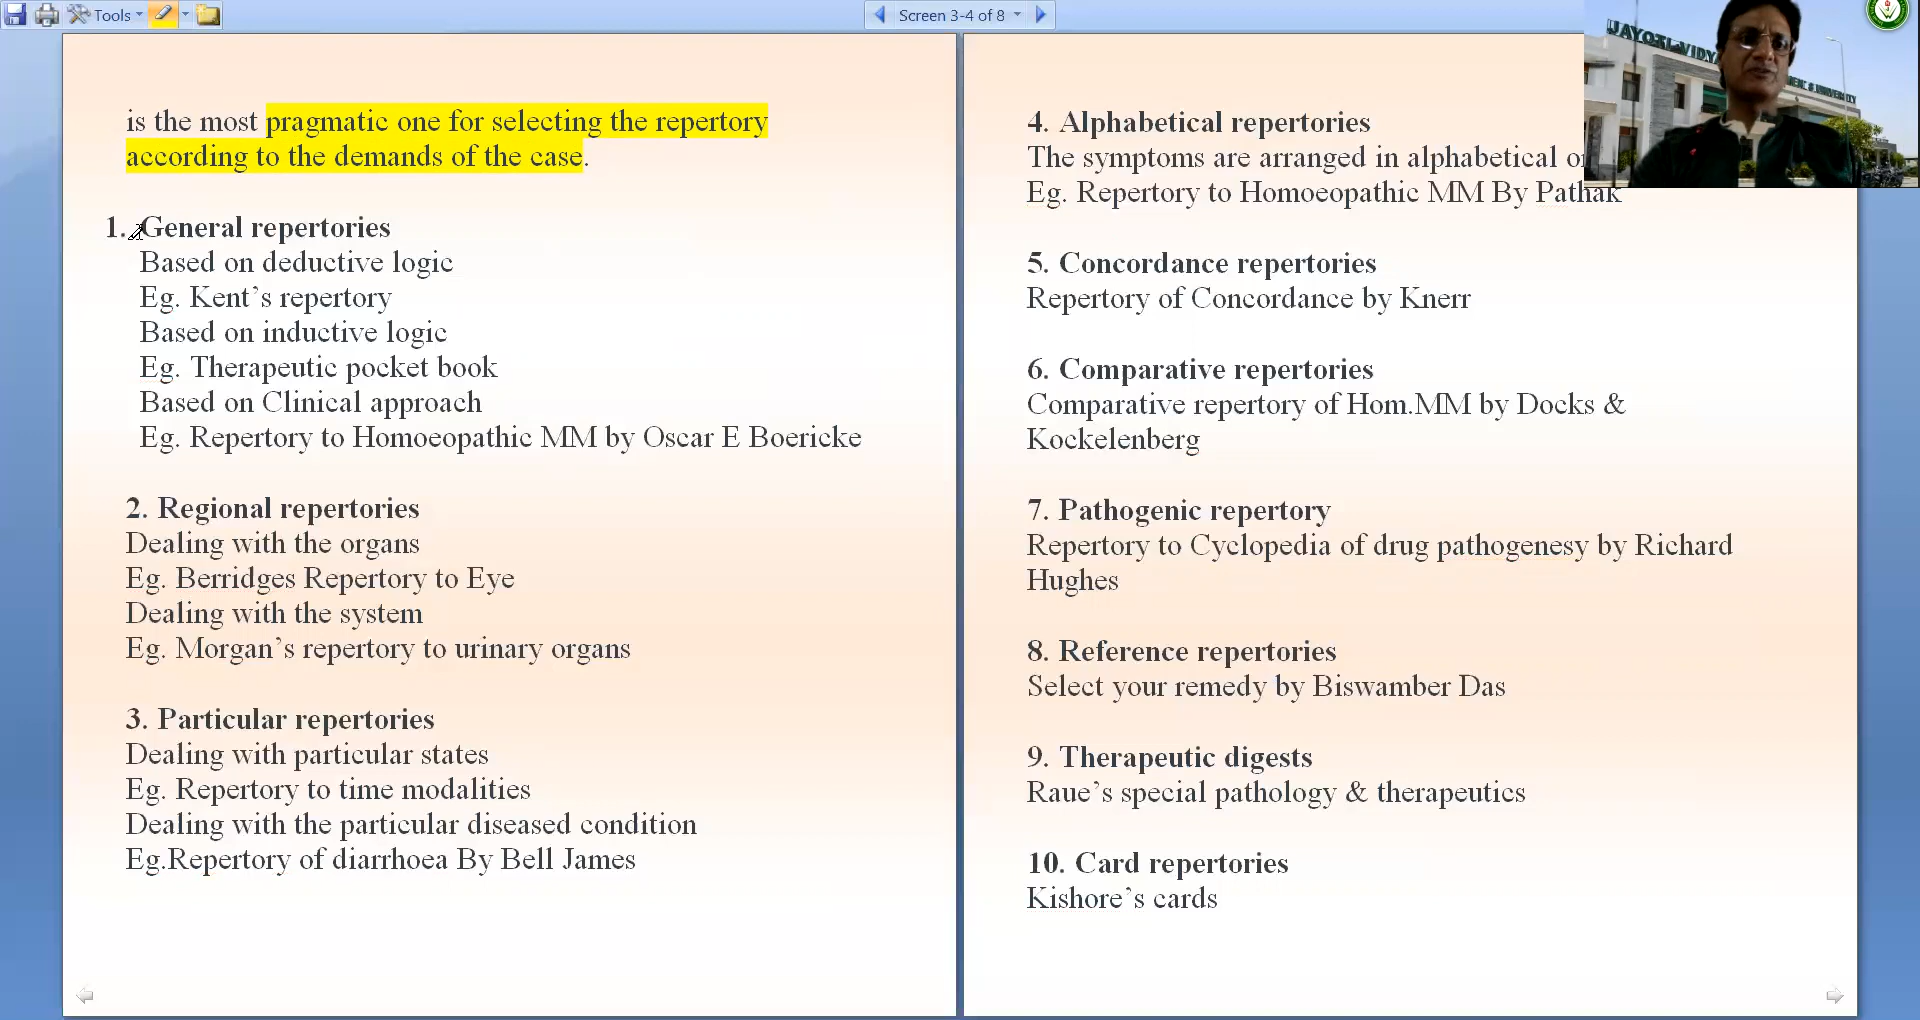 Tools
Screen 3-4 of 8
is the most pragmatic one for selecting the repertory
according to the demands of the case.
1. General repertories
Based on deductive logic
Eg. Kent’s repertory
Based on inductive logic
Eg. Therapeutic pocket book
Based on Clinical approach
Eg. Repertory to Homoeopathic MM by Oscar E Boericke
2. Regional repertories
Dealing with the organs
Eg. Berridges Repertory to Eye
Dealing with the system
Eg. Morgan’s repertory to urinary organs
3. Particular repertories
Dealing with particular states
Eg. Repertory to time modalities
Dealing with the particular diseased condition
Eg.Repertory of diarrhoea By Bell James
4. Alphabetical repertories
The symptoms are arranged in alphabetical
Eg. Repertory to Homoeopathic MM By Pathak
5. Concordance repertories
Repertory of Concordance by Knerr
6. Comparative repertories
Comparative repertory of Hom.MM by Docks &
Kockelenberg
7. Pathogenic repertory
Repertory to Cyclopedia of drug pathogenesy by Richard
Hughes
8. Reference repertories
Select your remedy by Biswamber Das
9. Therapeutic digests
Raue’s special pathology & therapeutics
10. Card repertories
Kishore’s cards
JAYOTI VIDY